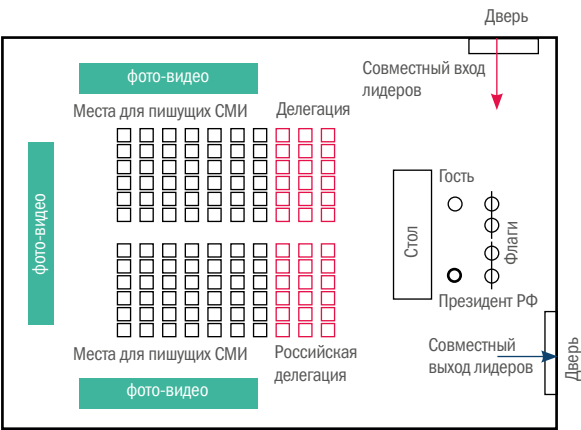 Дверь
фото-видео
Совместный вход
лидеров
Места для пишущих СМИ
Делегация
фото-видео
Гость
Стол
Флаги
Президент РФ
Места для пишущих СМИ
Российская
делегация
Совместный
выход лидеров
Дверь
фото-видео